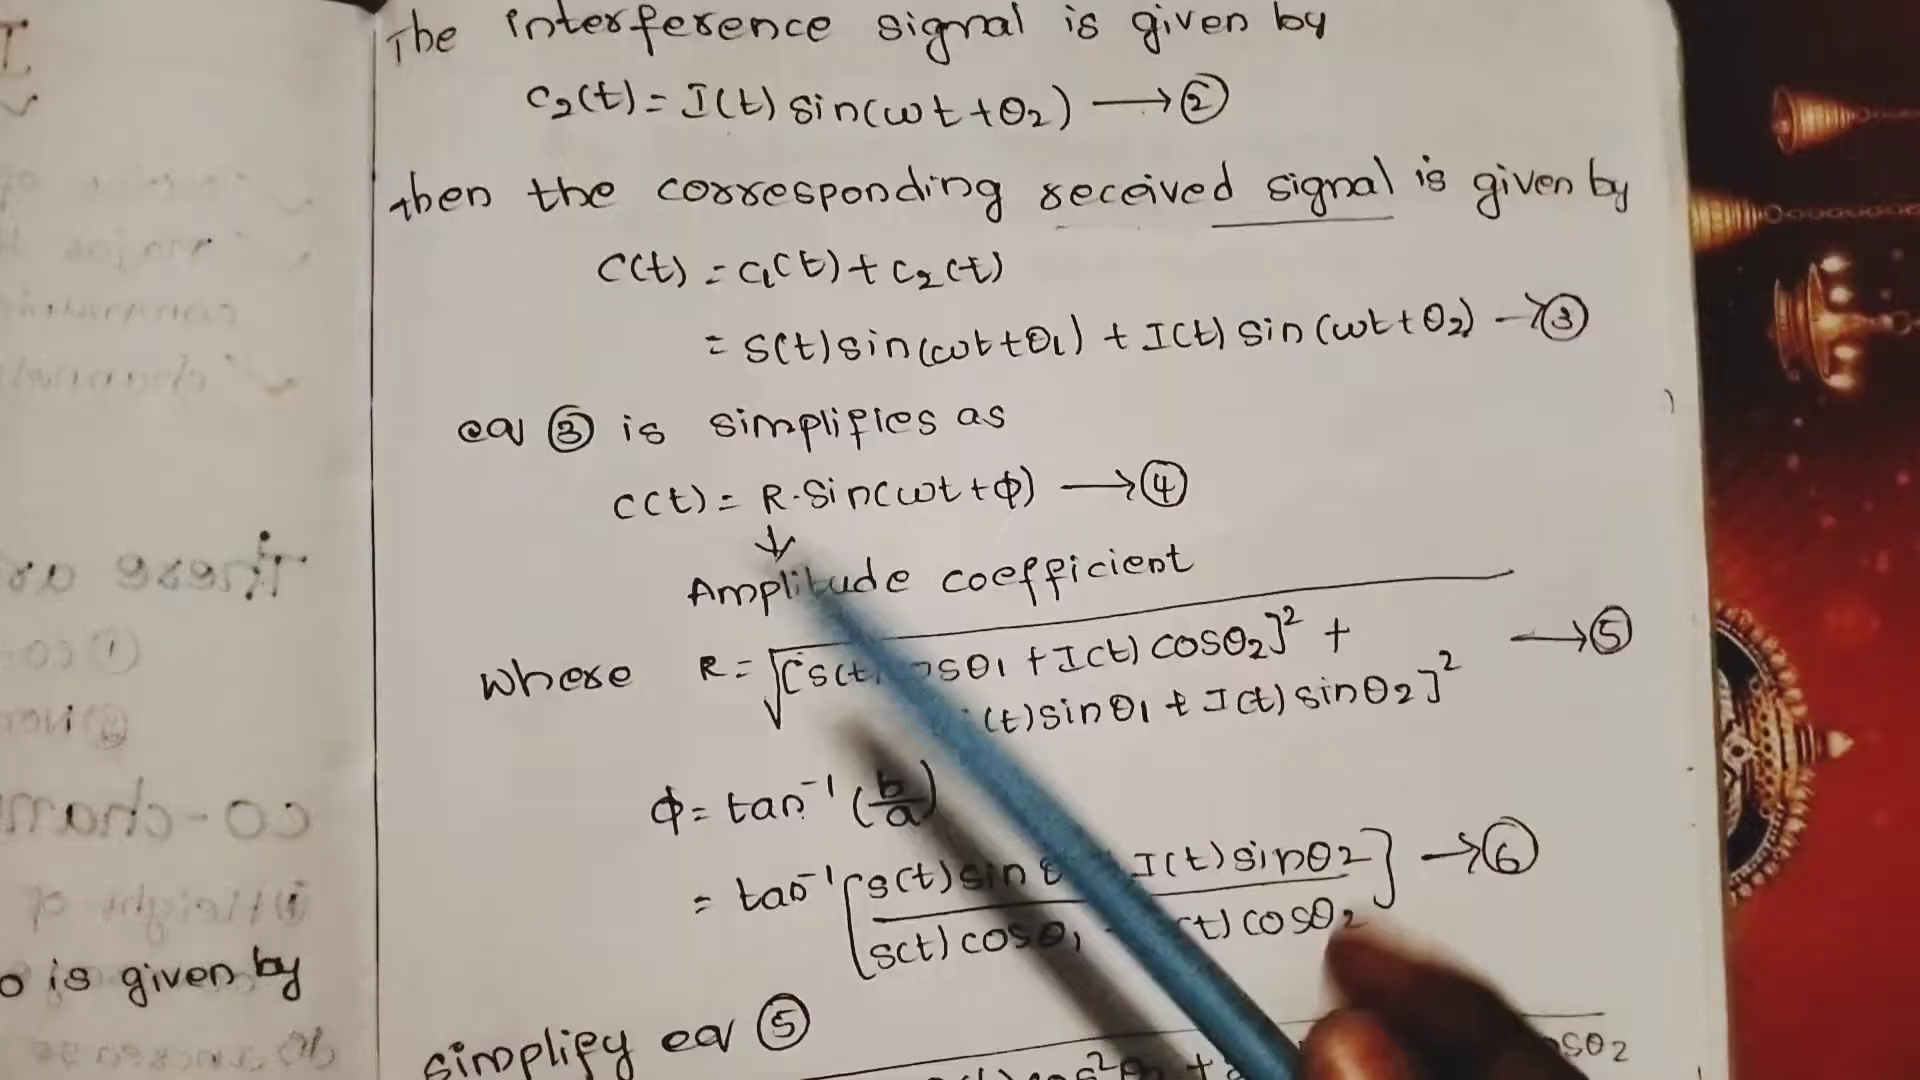 The interference signal is given by
C₂(t) = I(t) sin(ωt + θ₂) → ②
then the corresponding received signal is given by
C(t) = C₁(t) + C₂(t)
= S(t) sin(ωt + θ₁) + I(t) sin(ωt + θ₂) → ③
eq ③ is simplifies as
C(t) = R·Sin(ωt + ϕ) → ④
↓
Amplitude coefficient
where R = √[S(t) cosθ₁ + I(t) cosθ₂]² + → ⑤
(t) sinθ₁ + I(t) sinθ₂]²
ϕ = tan⁻¹ (b/a)
= tan⁻¹ [S(t) sin θ I(t) sinθ₂ / S(t) cosθ₁ (t) cosθ₂] → ⑥
is given by
simplify eq ⑤